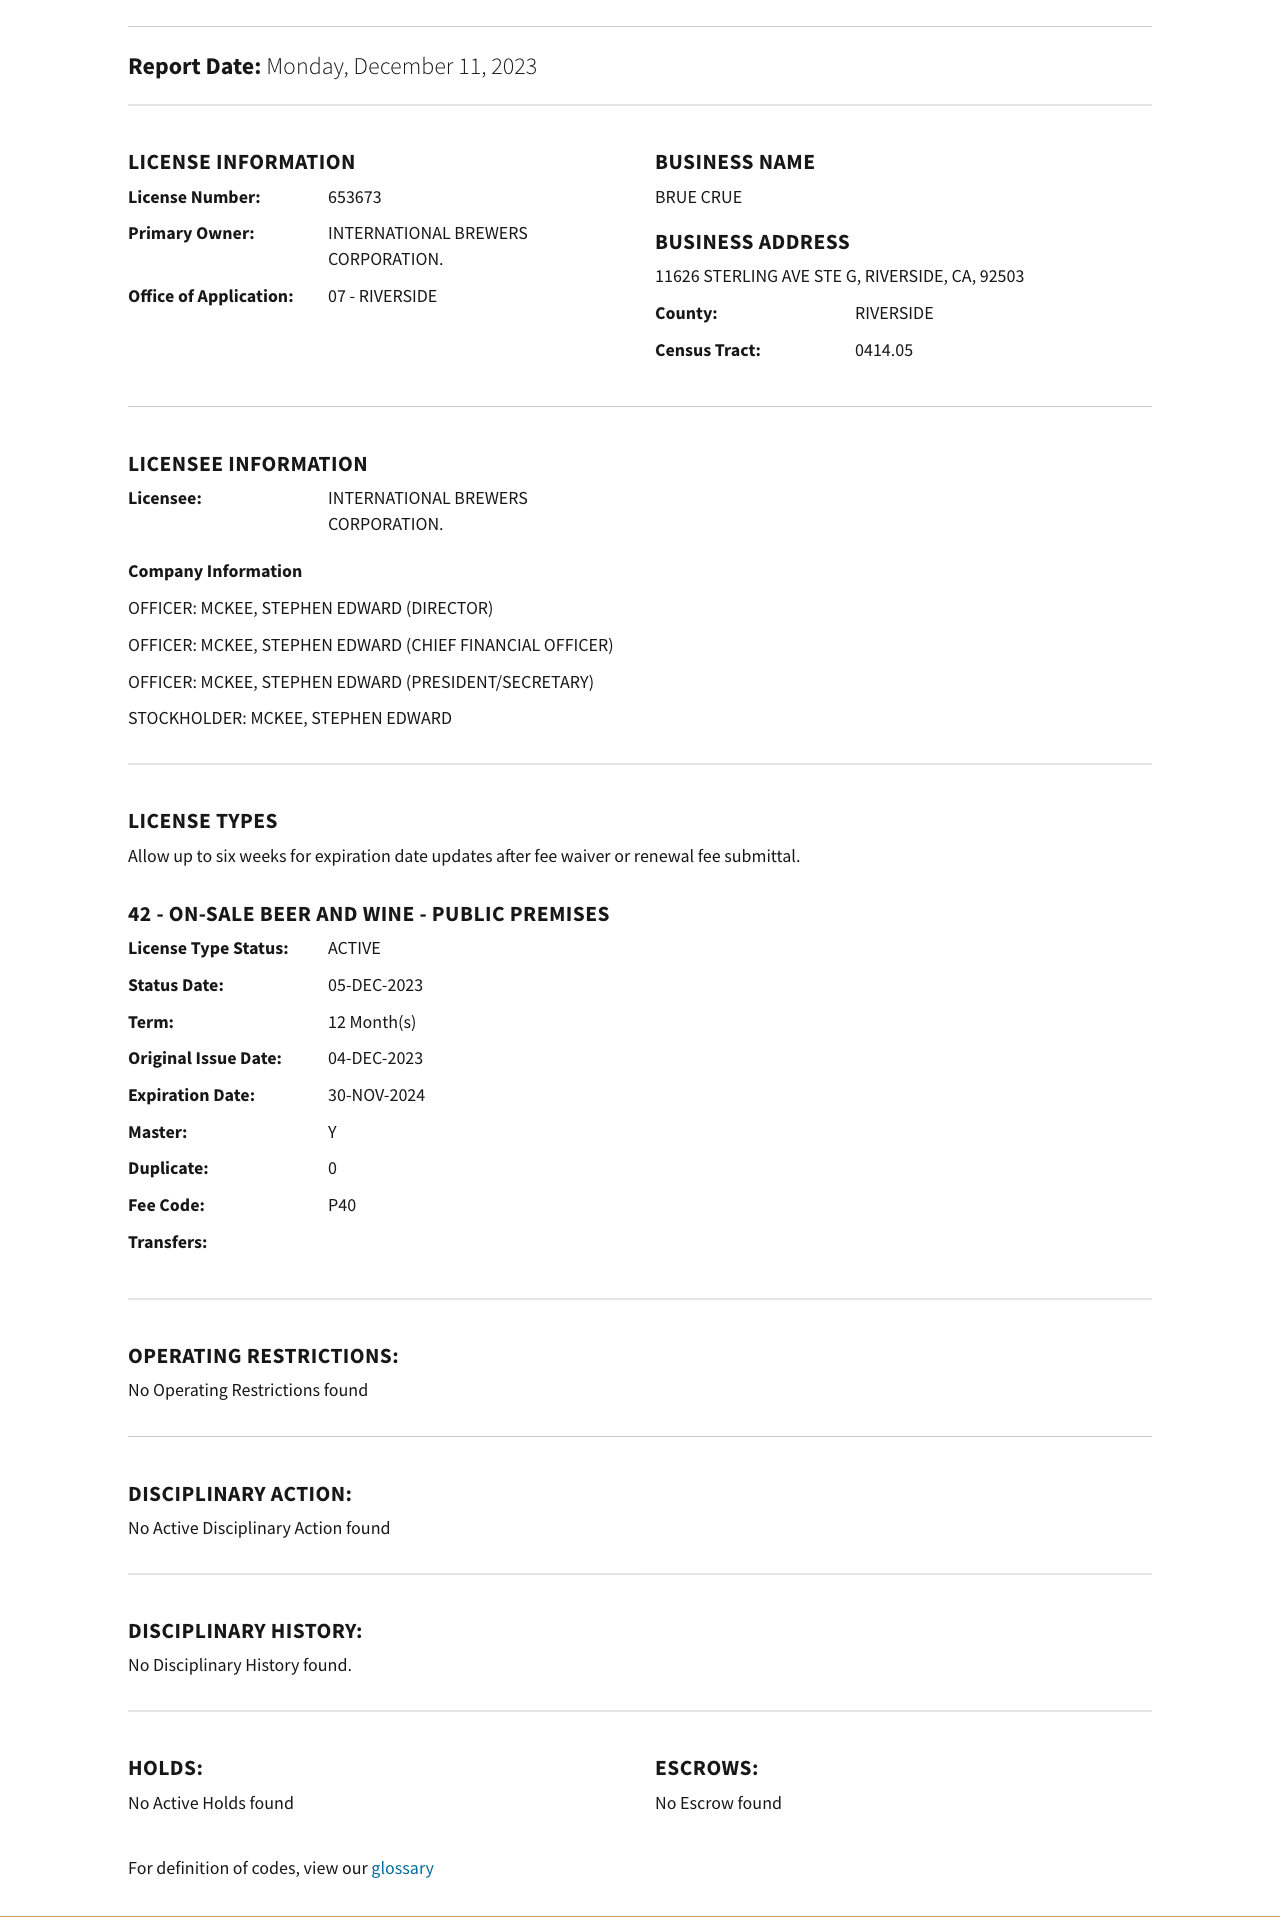 Report Date: Monday, December 11, 2023
LICENSE INFORMATION
License Number: 653673
Primary Owner: INTERNATIONAL BREWERS
CORPORATION.
Office of Application: 07 - RIVERSIDE
BUSINESS NAME
BRUE CRUE
BUSINESS ADDRESS
11626 STERLING AVE STE G, RIVERSIDE, CA, 92503
County: RIVERSIDE
Census Tract: 0414.05
LICENSEE INFORMATION
Licensee: INTERNATIONAL BREWERS
CORPORATION.
Company Information
OFFICER: MCKEE, STEPHEN EDWARD (DIRECTOR)
OFFICER: MCKEE, STEPHEN EDWARD (CHIEF FINANCIAL OFFICER)
OFFICER: MCKEE, STEPHEN EDWARD (PRESIDENT/SECRETARY)
STOCKHOLDER: MCKEE, STEPHEN EDWARD
LICENSE TYPES
Allow up to six weeks for expiration date updates after fee waiver or renewal fee submittal.
42 - ON-SALE BEER AND WINE - PUBLIC PREMISES
License Type Status: ACTIVE
Status Date: 05-DEC-2023
Term: 12 Month(s)
Original Issue Date: 04-DEC-2023
Expiration Date: 30-NOV-2024
Master: Y
Duplicate: 0
Fee Code: P40
Transfers:
OPERATING RESTRICTIONS:
No Operating Restrictions found
DISCIPLINARY ACTION:
No Active Disciplinary Action found
DISCIPLINARY HISTORY:
No Disciplinary History found.
HOLDS:
No Active Holds found
ESCROWS:
No Escrow found
For definition of codes, view our glossary